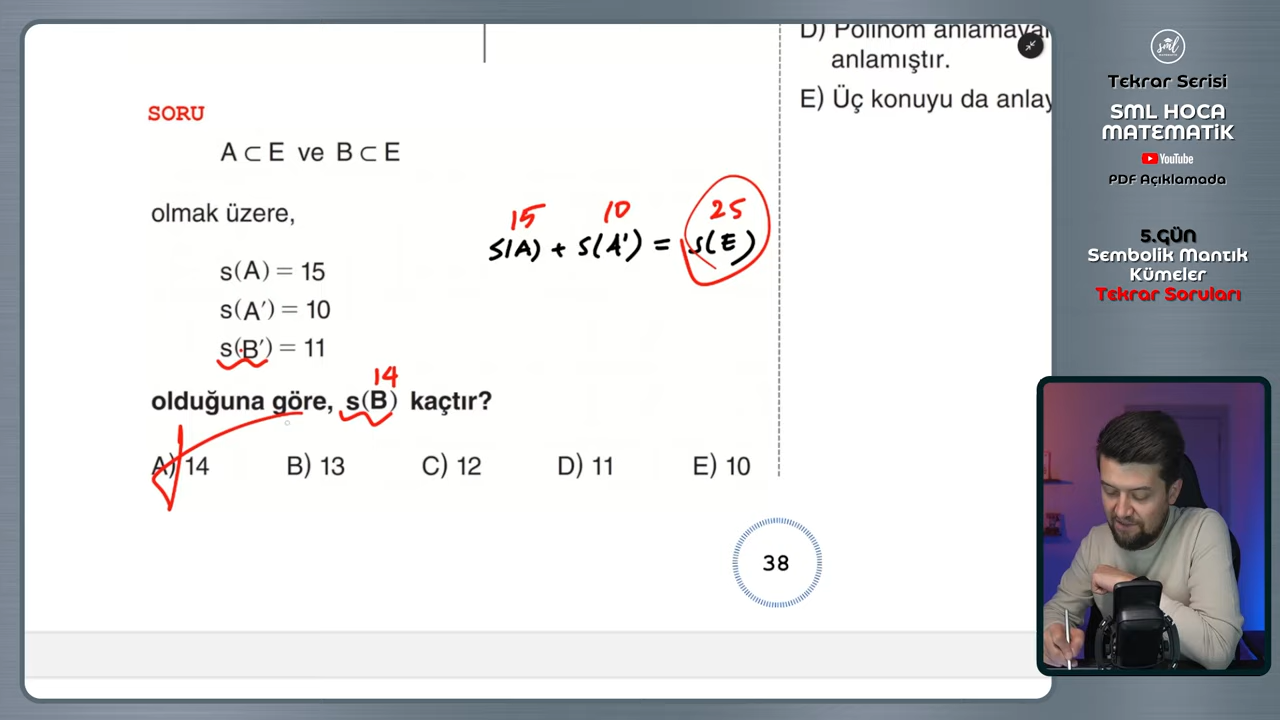 D) Polinom
anlamıştır.
E) Üç konuyu da
SORU
A ⊂ E ve B ⊂ E
olmak üzere,
s(A) = 15
s(A′) = 10
s(B′) = 11
15 10 25
s(A) + s(A′) = s(E)
14
olduğuna göre, s(B) kaçtır?
A) 14 B) 13 C) 12 D) 11 E) 10
38
sml
Tekrar Serisi
SML HOCA
MATEMATİK
YouTube
PDF Açıklamada
5.GÜN
Sembolik Mantık
Kümeler
Tekrar Soruları